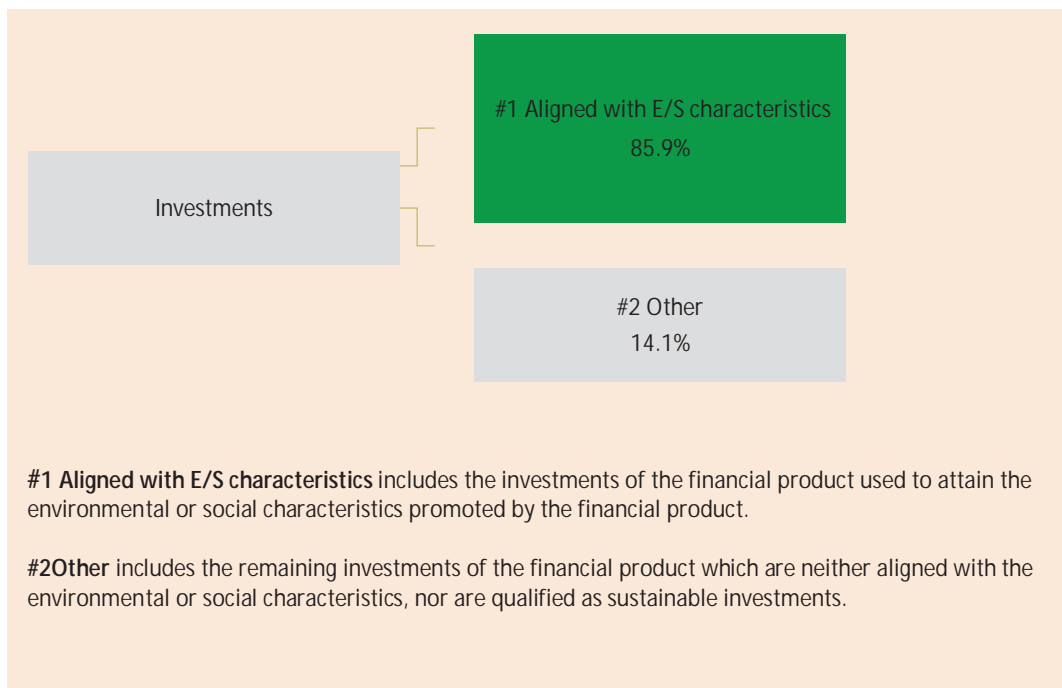 #1 Aligned with E/S characteristics
85.9%
Investments
#2 Other
14.1%
#1 Aligned with E/S characteristics includes the investments of the financial product used to attain the
environmental or social characteristics promoted by the financial product.
#2Other includes the remaining investments of the financial product which are neither aligned with the
environmental or social characteristics, nor are qualified as sustainable investments.